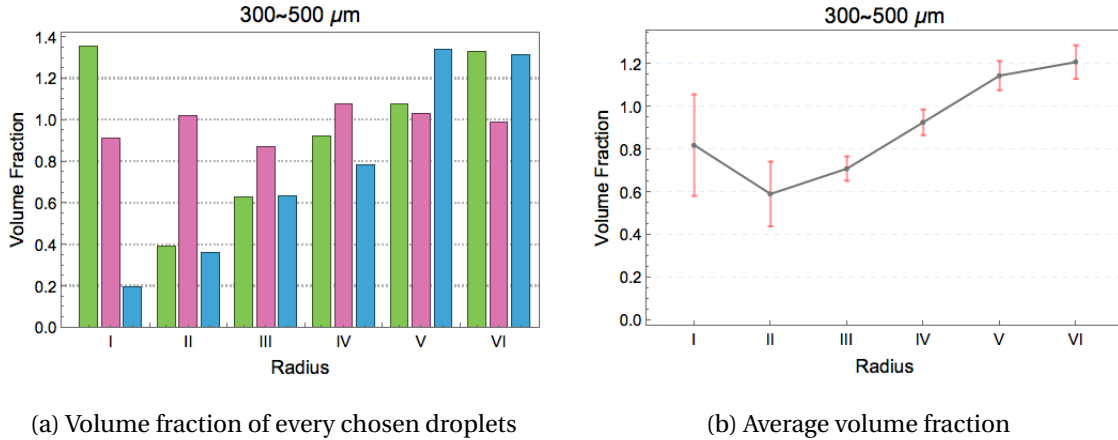 300~500 μm
Volume Fraction
1.4
1.2
1.0
0.8
0.6
0.4
0.2
0.0
I II III IV V VI
Radius
(a) Volume fraction of every chosen droplets
300~500 μm
Volume Fraction
1.2
1.0
0.8
0.6
0.4
0.2
0.0
I II III IV V VI
Radius
(b) Average volume fraction